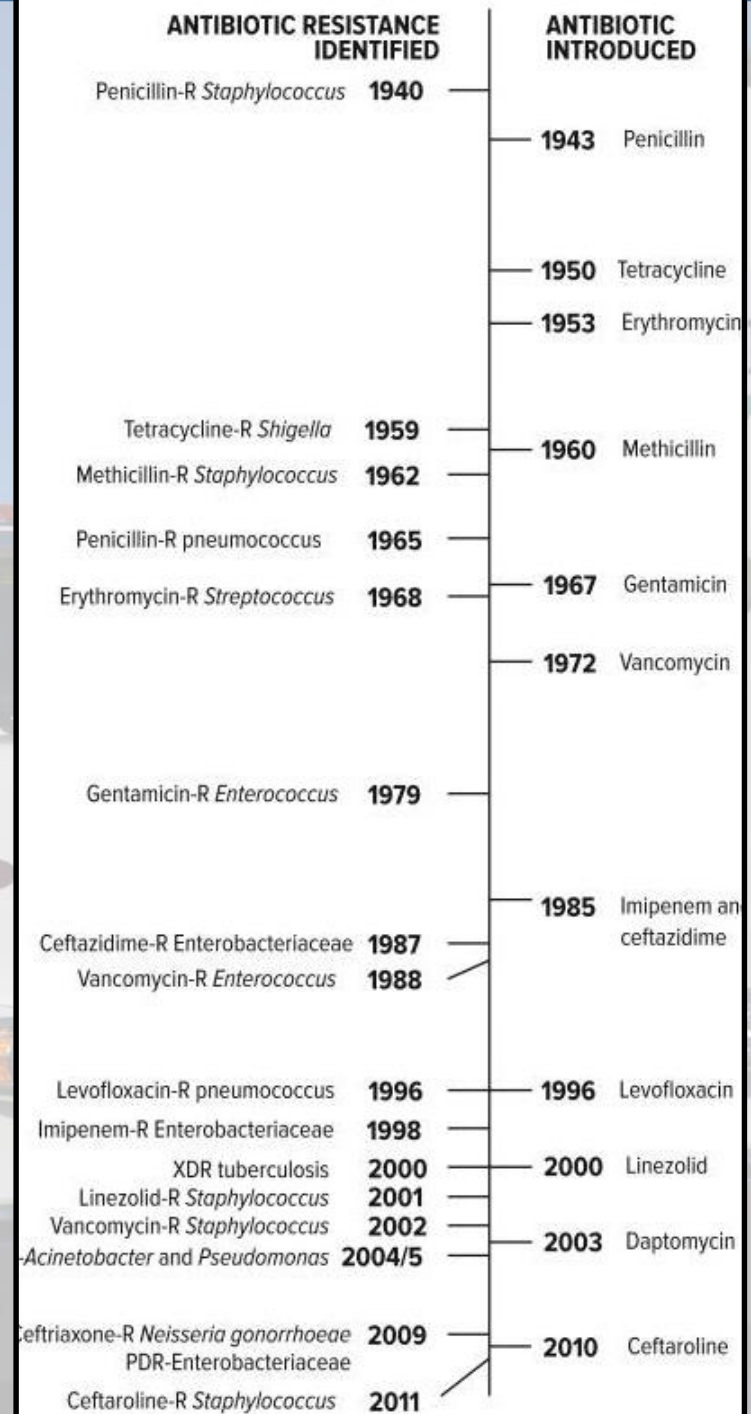 ANTIBIOTIC RESISTANCE
IDENTIFIED
ANTIBIOTIC
INTRODUCED
Penicillin-R Staphylococcus 1940
1943 Penicillin
1950 Tetracycline
1953 Erythromycin
Tetracycline-R Shigella 1959
1960 Methicillin
Methicillin-R Staphylococcus 1962
Penicillin-R pneumococcus 1965
1967 Gentamicin
Erythromycin-R Streptococcus 1968
1972 Vancomycin
Gentamicin-R Enterococcus 1979
1985 Imipenem an
ceftazidime
Ceftazidime-R Enterobacteriaceae 1987
Vancomycin-R Enterococcus 1988
Levofloxacin-R pneumococcus 1996
1996 Levofloxacin
Imipenem-R Enterobacteriaceae 1998
XDR tuberculosis 2000
2000 Linezolid
Linezolid-R Staphylococcus 2001
Vancomycin-R Staphylococcus 2002
2003 Daptomycin
-Acinetobacter and Pseudomonas 2004/5
Ceftriaxone-R Neisseria gonorrhoeae 2009
PDR-Enterobacteriaceae
2010 Ceftaroline
Ceftaroline-R Staphylococcus 2011